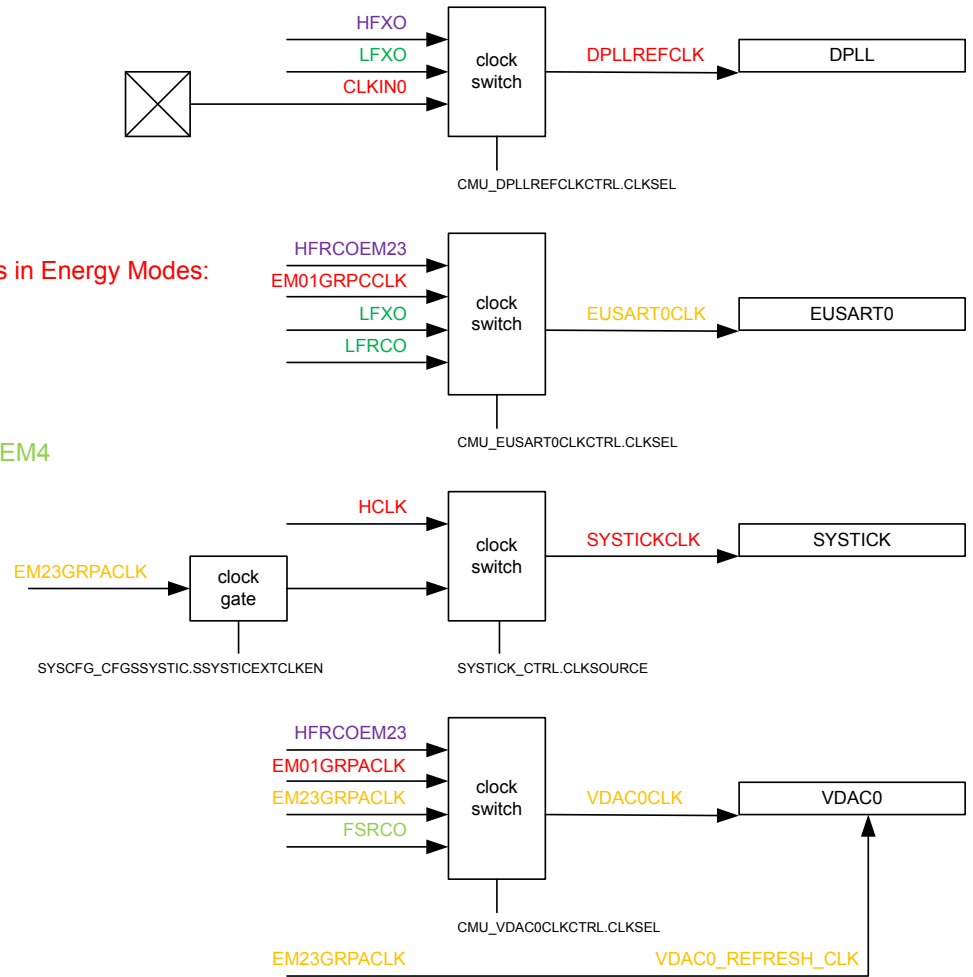 HFXO
LFXO
CLKIN0
clock
switch
DPLLREFCLK
DPLL
CMU_DPLLREFCLKCTRL.CLKSEL
s in Energy Modes:
HFRCOEM23
EM01GRPCCLK
LFXO
LFRCO
clock
switch
EUSART0CLK
EUSART0
CMU_EUSART0CLKCTRL.CLKSEL
EM4
HCLK
EM23GRPACLK
clock
gate
clock
switch
SYSTICKCLK
SYSTICK
SYSCFG_CFGSSYSTIC.SSYSTICEXTCLKEN
SYSTICK_CTRL.CLKSOURCE
HFRCOEM23
EM01GRPACLK
EM23GRPACLK
FSRCO
clock
switch
VDAC0CLK
VDAC0
CMU_VDAC0CLKCTRL.CLKSEL
EM23GRPACLK
VDAC0_REFRESH_CLK